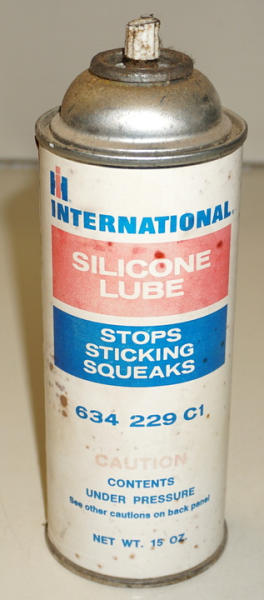 IH
INTERNATIONAL
SILICONE
LUBE
STOPS
STICKING
SQUEAKS
634 229 C1
CAUTION
CONTENTS
UNDER PRESSURE
See other cautions on back panel
NET WT. 15 OZ.